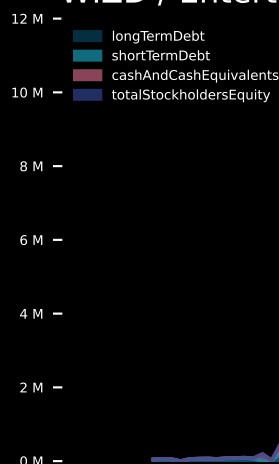 12 M
longTermDebt
shortTermDebt
cashAndCashEquivalents
totalStockholdersEquity
10 M
8 M
6 M
4 M
2 M
0 M